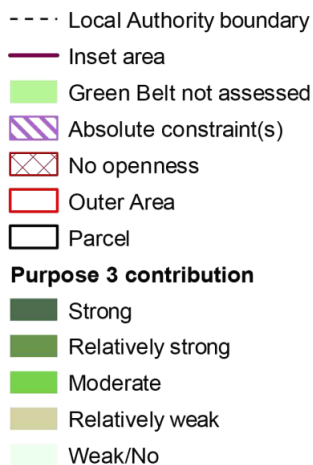 Local Authority boundary
Inset area
Green Belt not assessed
Absolute constraint(s)
No openness
Outer Area
Parcel
Purpose 3 contribution
Strong
Relatively strong
Moderate
Relatively weak
Weak/No